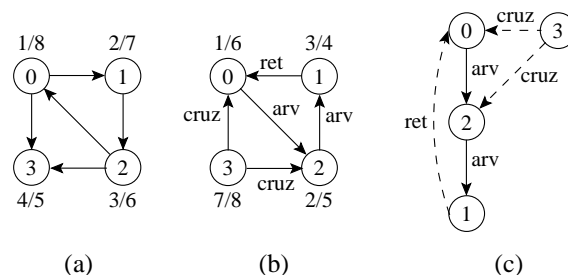 1/8 2/7
0 1
3 2
4/5 3/6
(a)
1/6 3/4
ret
0 1
cruz arv arv
3 2
cruz
7/8 2/5
(b)
cruz
0 3
arv cruz
ret
2
arv
1
(c)